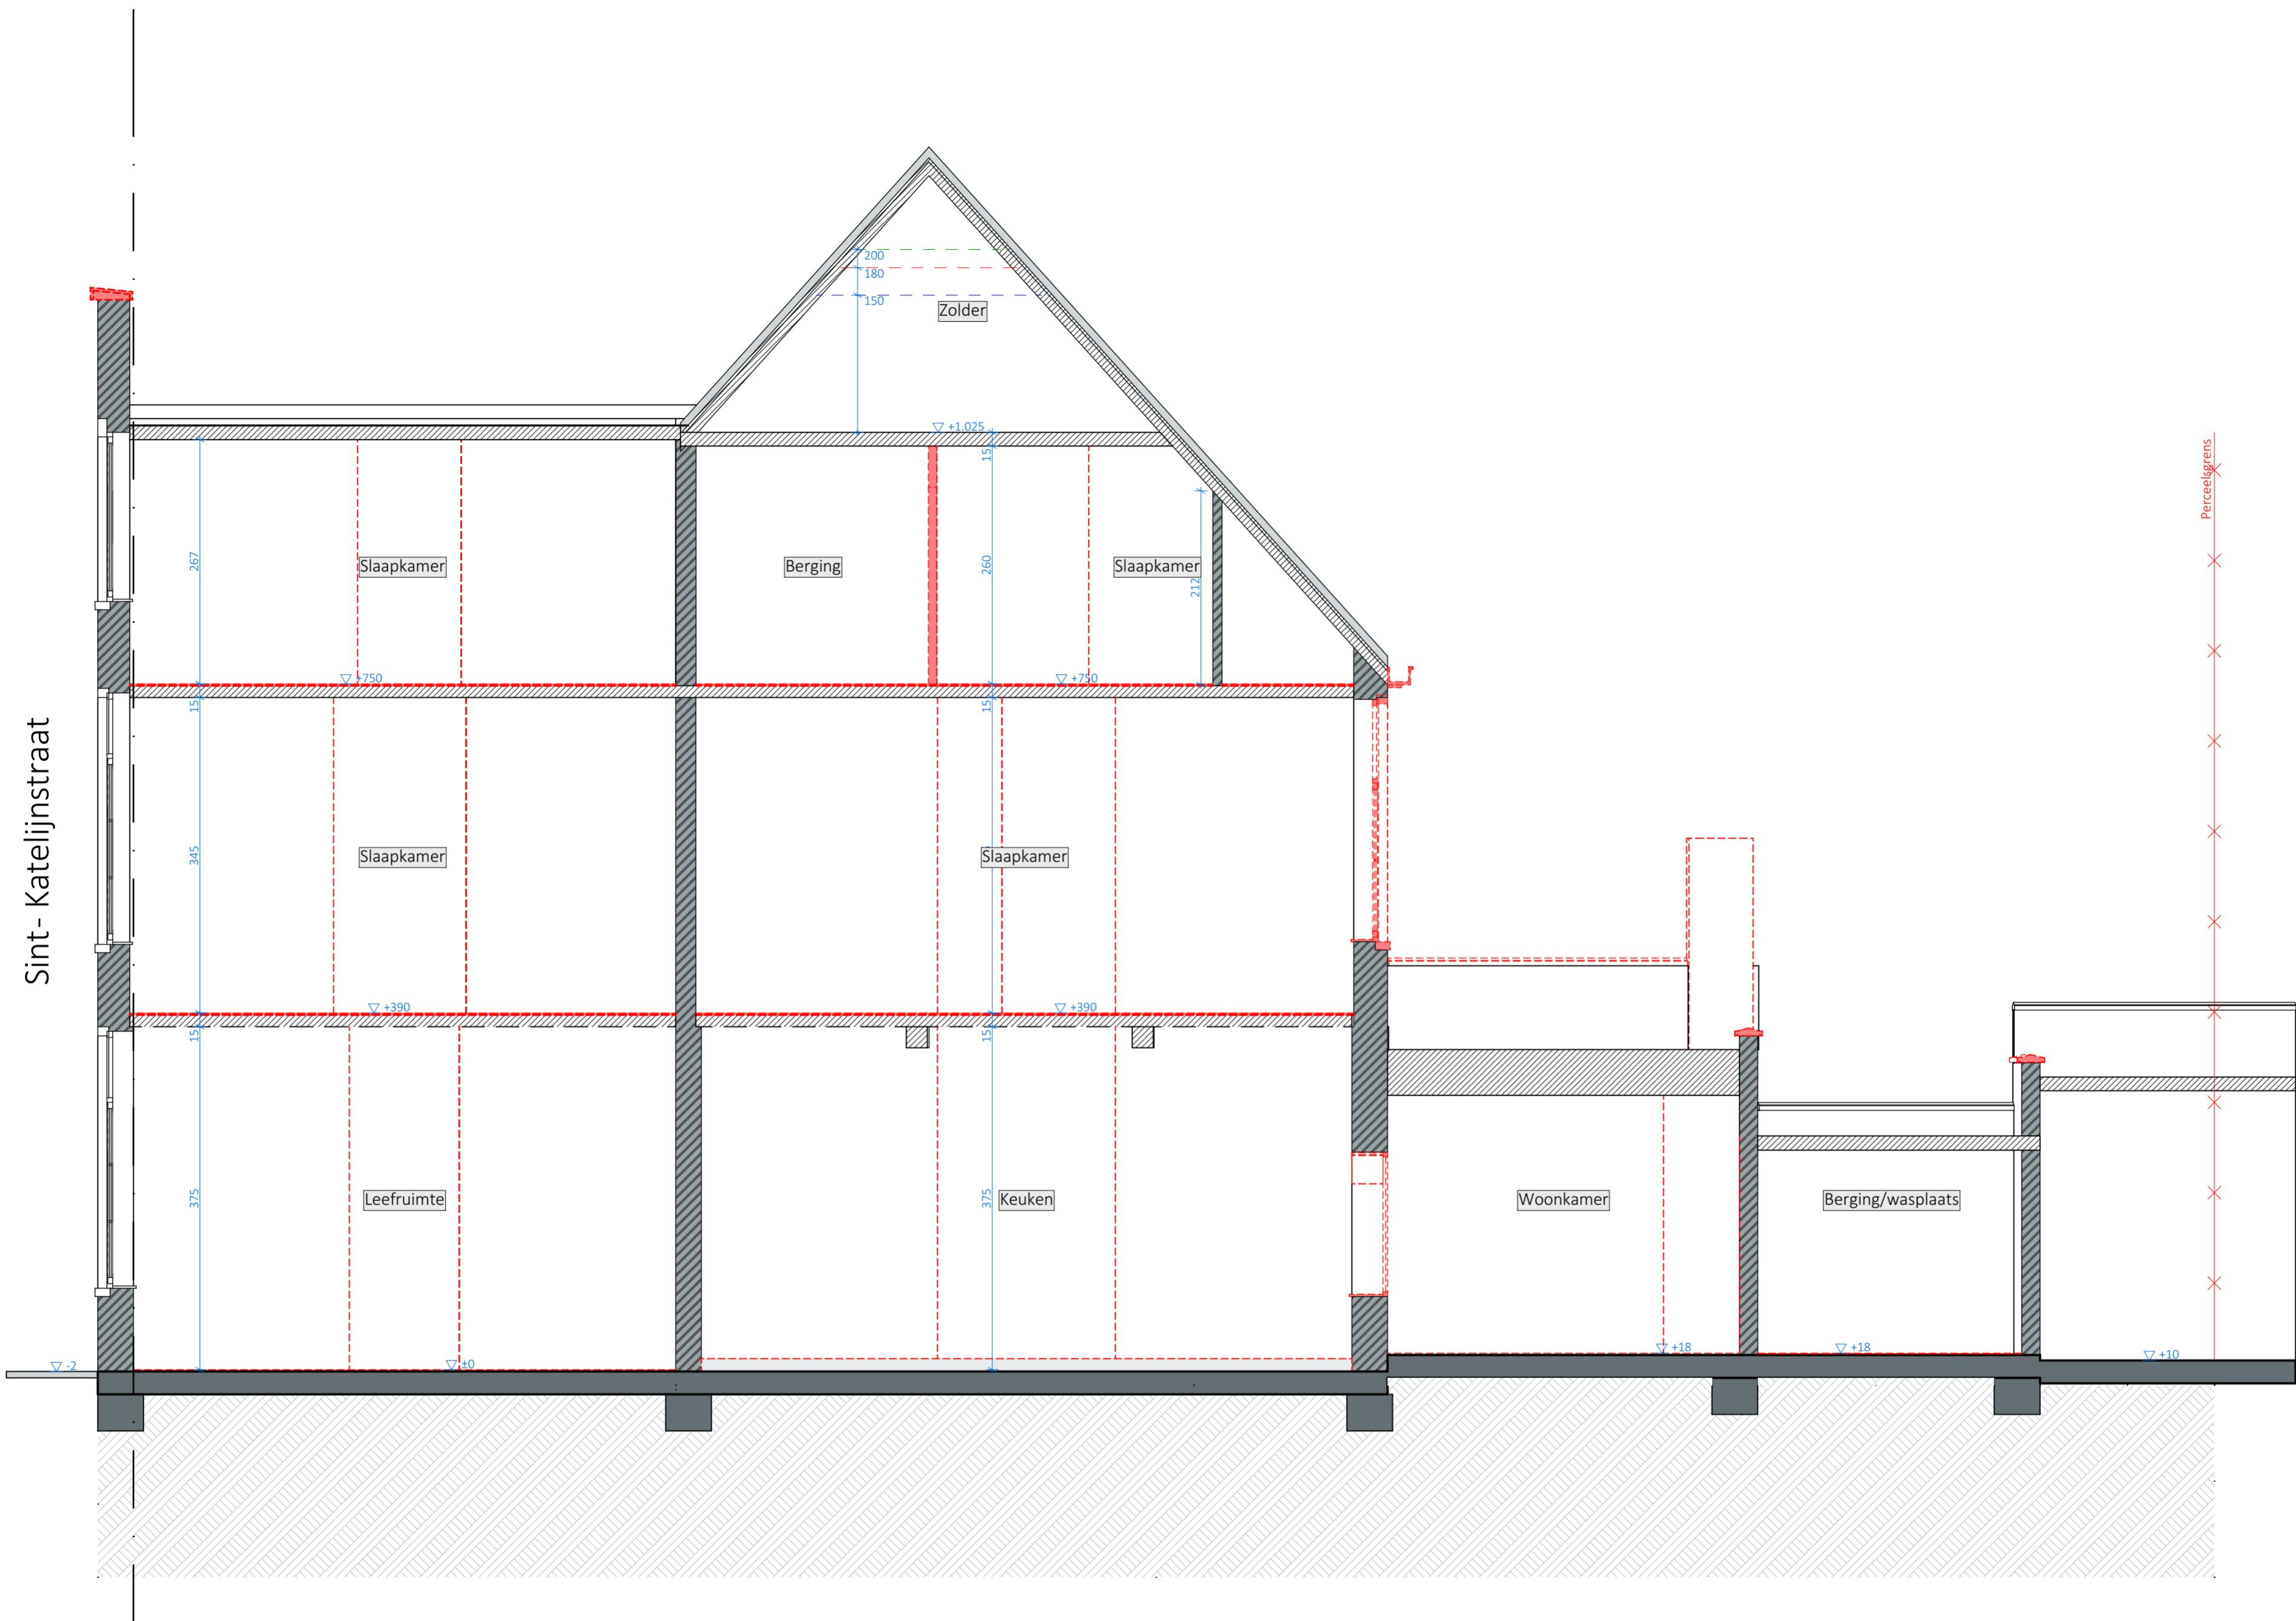 200
180
150
Zolder
+1.025
15
Perceelsgrens
267
Slaapkamer
Berging
260
Slaapkamer
212
+750
+750
15
15
Sint- Katelijnstraat
345
Slaapkamer
Slaapkamer
+390
+390
15
15
375
Leefruimte
375
Keuken
Woonkamer
Berging/wasplaats
-2
±0
+18
+18
+10